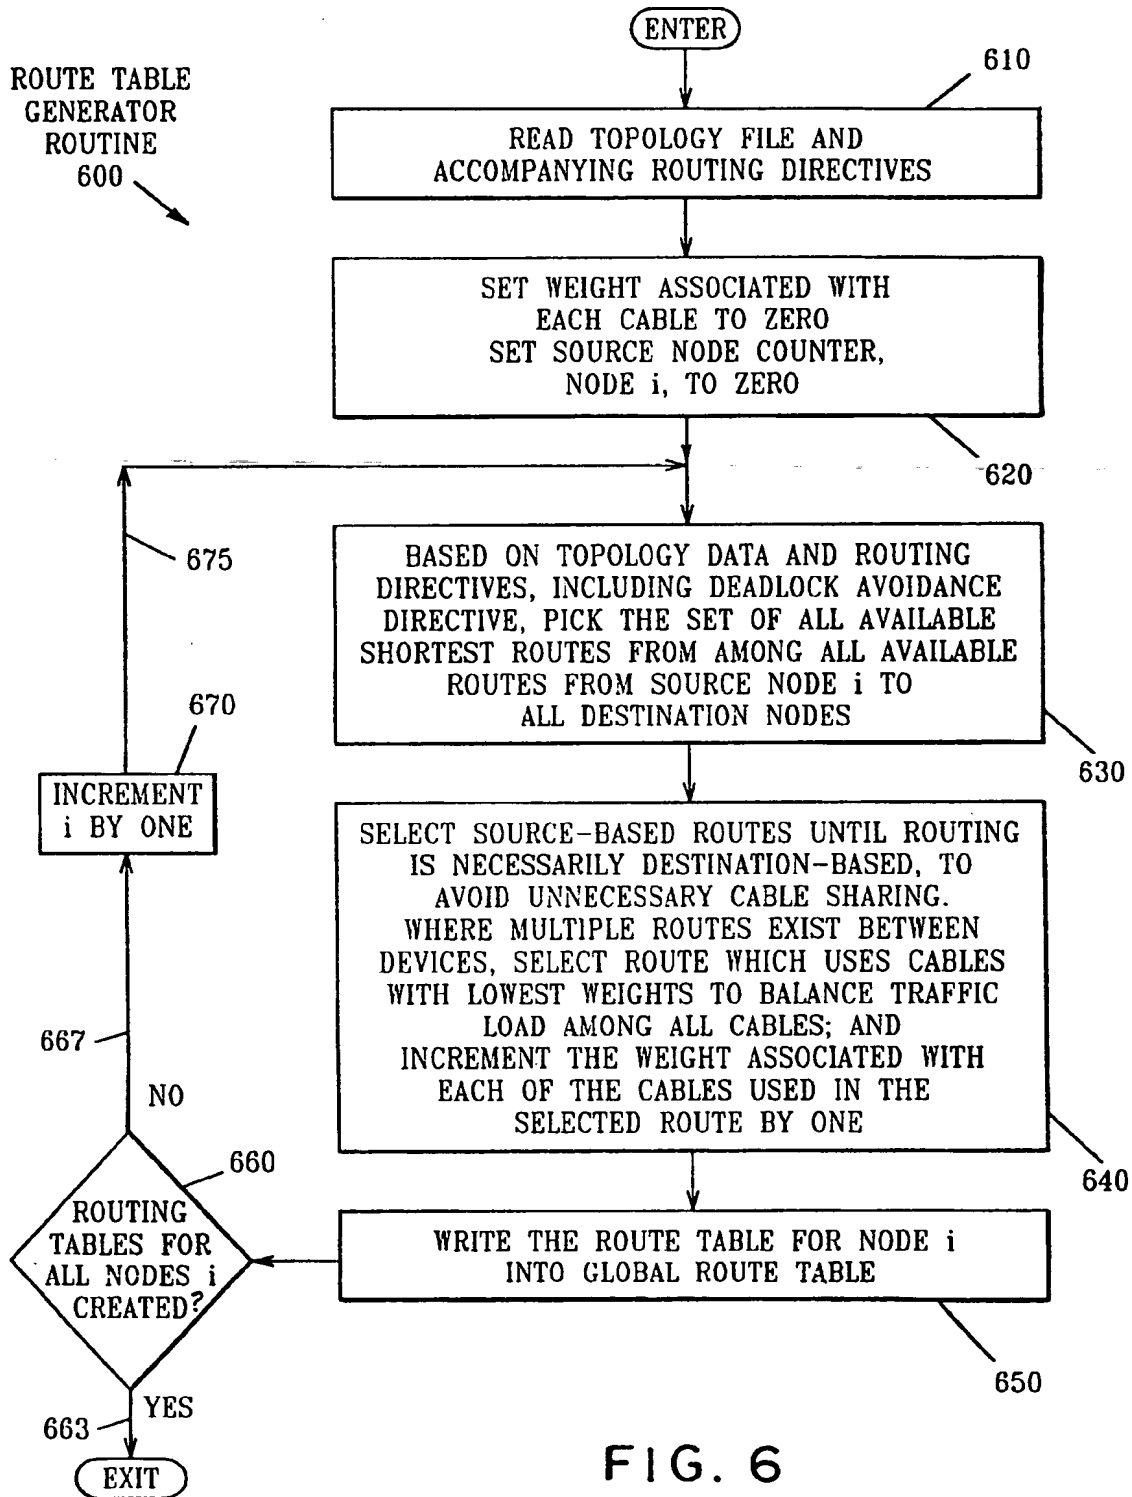 ENTER
ROUTE TABLE
GENERATOR
ROUTINE
600
610
READ TOPOLOGY FILE AND
ACCOMPANYING ROUTING DIRECTIVES
SET WEIGHT ASSOCIATED WITH
EACH CABLE TO ZERO
SET SOURCE NODE COUNTER,
NODE i, TO ZERO
620
675
BASED ON TOPOLOGY DATA AND ROUTING
DIRECTIVES, INCLUDING DEADLOCK AVOIDANCE
DIRECTIVE, PICK THE SET OF ALL AVAILABLE
SHORTEST ROUTES FROM AMONG ALL AVAILABLE
ROUTES FROM SOURCE NODE i TO
ALL DESTINATION NODES
630
670
INCREMENT
i BY ONE
SELECT SOURCE-BASED ROUTES UNTIL ROUTING
IS NECESSARILY DESTINATION-BASED, TO
AVOID UNNECESSARY CABLE SHARING.
WHERE MULTIPLE ROUTES EXIST BETWEEN
DEVICES, SELECT ROUTE WHICH USES CABLES
WITH LOWEST WEIGHTS TO BALANCE TRAFFIC
LOAD AMONG ALL CABLES; AND
INCREMENT THE WEIGHT ASSOCIATED WITH
EACH OF THE CABLES USED IN THE
SELECTED ROUTE BY ONE
640
667
NO
660
ROUTING
TABLES FOR
ALL NODES i
CREATED?
WRITE THE ROUTE TABLE FOR NODE i
INTO GLOBAL ROUTE TABLE
650
663
YES
EXIT
FIG. 6